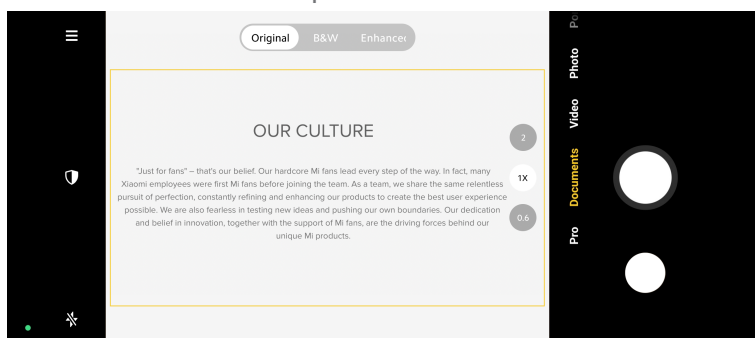 Original B&W Enhanced
OUR CULTURE
"Just for fans" – that's our belief. Our hardcore Mi fans lead every step of the way. In fact, many
Xiaomi employees were first Mi fans before joining the team. As a team, we share the same relentless
pursuit of perfection, constantly refining and enhancing our products to create the best user experience
possible. We are also fearless in testing new ideas and pushing our own boundaries. Our dedication
and belief in innovation, together with the support of Mi fans, are the driving forces behind our
unique Mi products.
2
1X
0.6
Po
Photo
Video
Documents
Pro